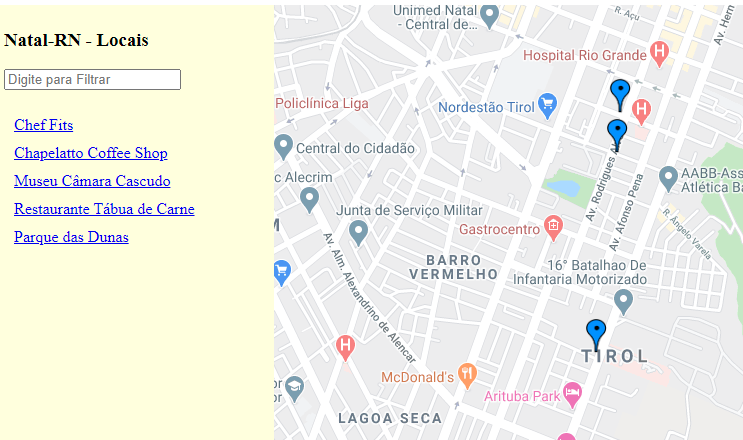 Natal-RN - Locais
Digite para Filtrar
Chef Fits
Chapelatto Coffee Shop
Museu Câmara Cascudo
Restaurante Tábua de Carne
Parque das Dunas
Unimed Natal
- Central de...
R. Açu
Av. Herm
Hospital Rio Grande
H
Policlínica Liga
Nordestão Tirol
H
Central do Cidadão
c Alecrim
Av. Rodrigues Al
AABB-Ass
Atlética Ba
Junta de Serviço Militar
Av. Afonso Pena
R. Ângelo Varela
M
Gastrocentro
BARRO
VERMELHO
16° Batalhao De
Infantaria Motorizado
Av. Alm. Alexandrino de Alencar
H
TIROL
McDonald's
or
Arituba Park
LAGOA SECA